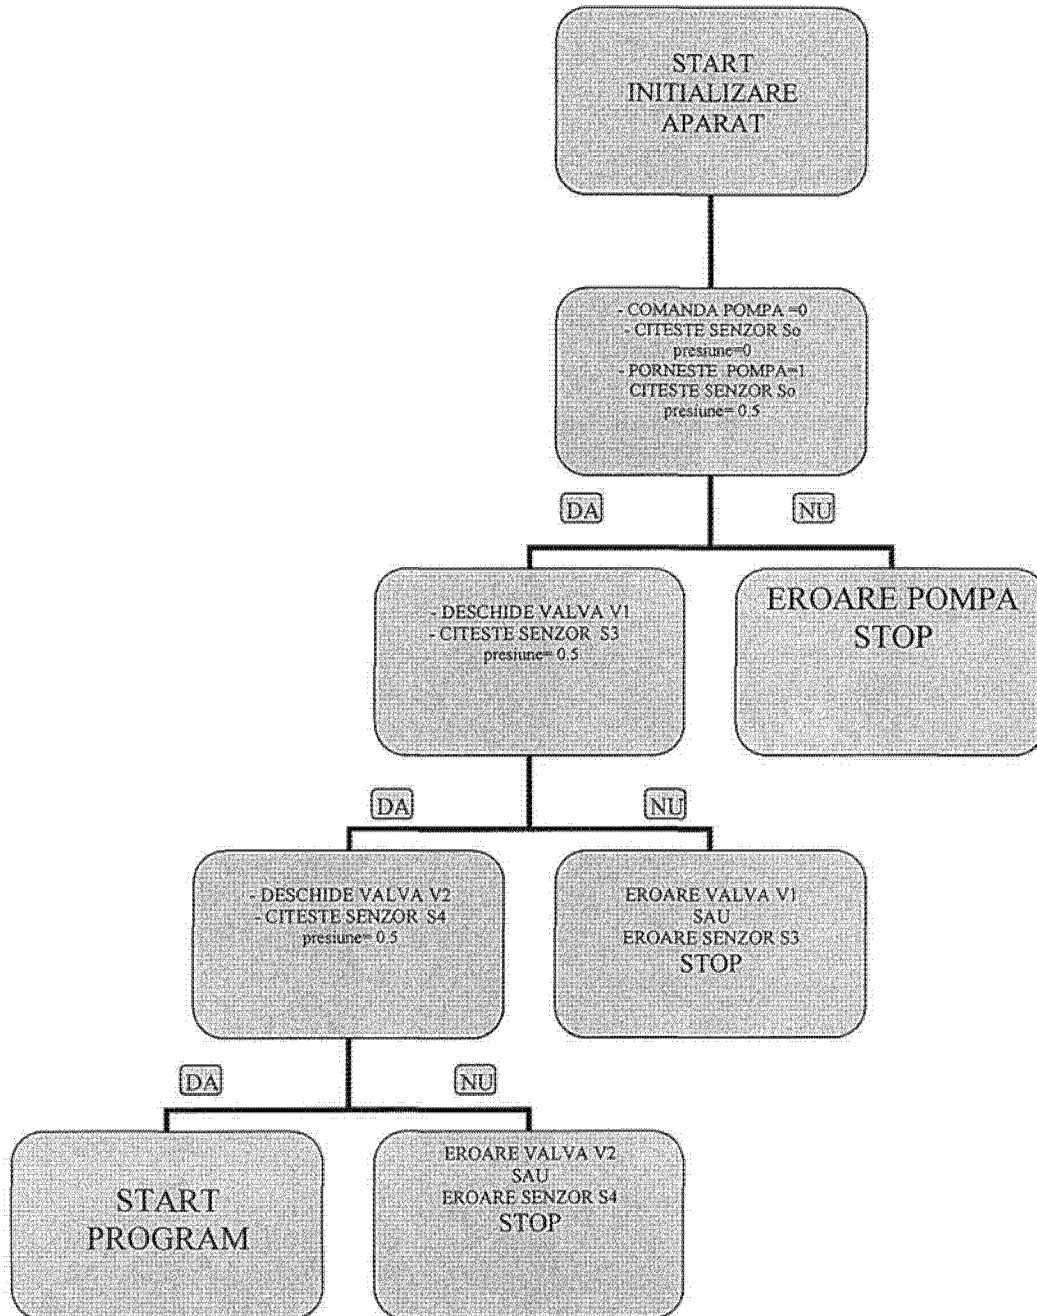 START
INITIALIZARE
APARAT
- COMANDA POMPA =0
- CITESTE SENZOR So
presiune=0
- PORNESTE POMPA=1
CITESTE SENZOR So
presiune= 0.5
DA
NU
- DESCHIDE VALVA V1
- CITESTE SENZOR S3
presiune= 0.5
EROARE POMPA
STOP
DA
NU
- DESCHIDE VALVA V2
- CITESTE SENZOR S4
presiune= 0.5
EROARE VALVA V1
SAU
EROARE SENZOR S3
STOP
DA
NU
START
PROGRAM
EROARE VALVA V2
SAU
EROARE SENZOR S4
STOP